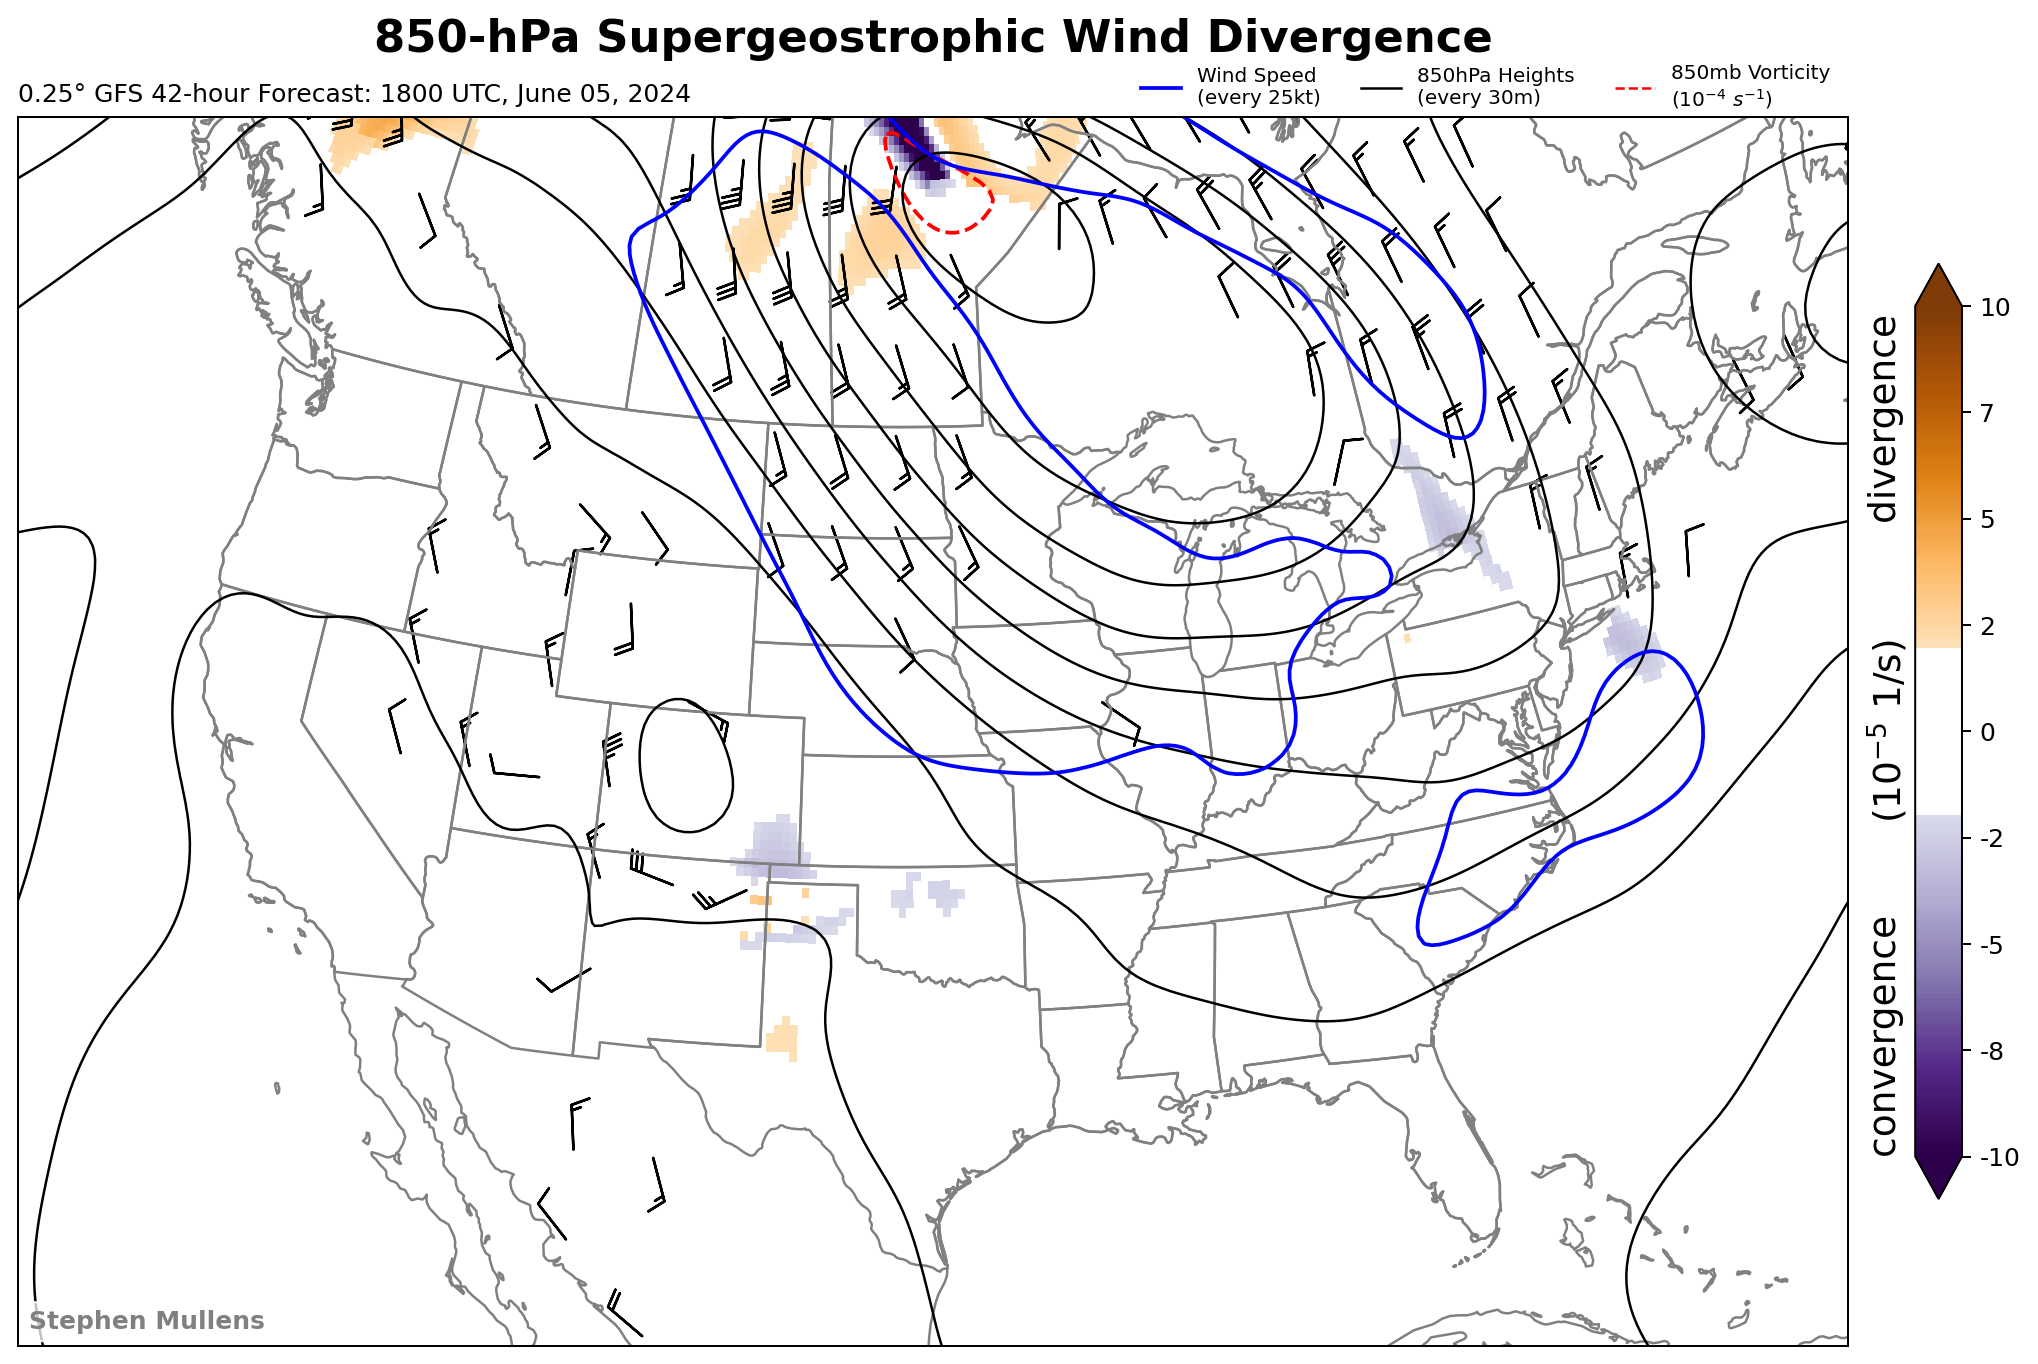 850-hPa Supergeostrophic Wind Divergence
0.25° GFS 42-hour Forecast: 1800 UTC, June 05, 2024
Wind Speed
(every 25kt)
850hPa Heights
(every 30m)
850mb Vorticity
(10⁻⁴ s⁻¹)
10
7
5
2
0
-2
-5
-8
-10
convergence (10⁻⁵ 1/s) divergence
Stephen Mullens